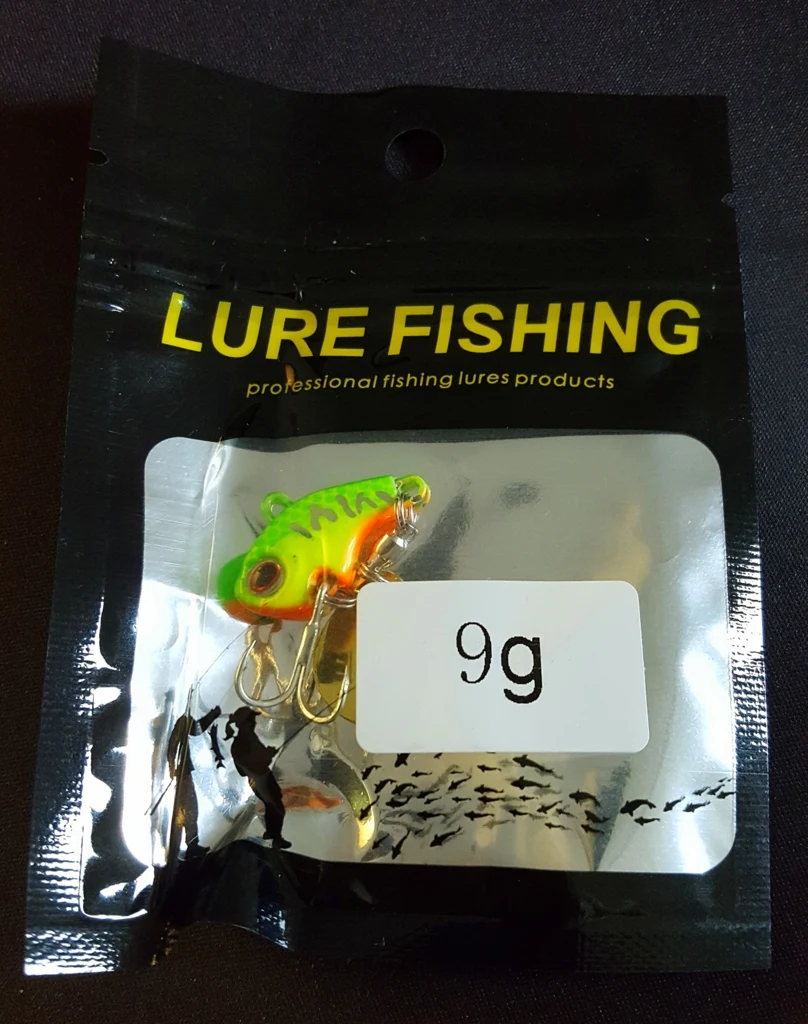 LURE FISHING
professional fishing lures products
9g